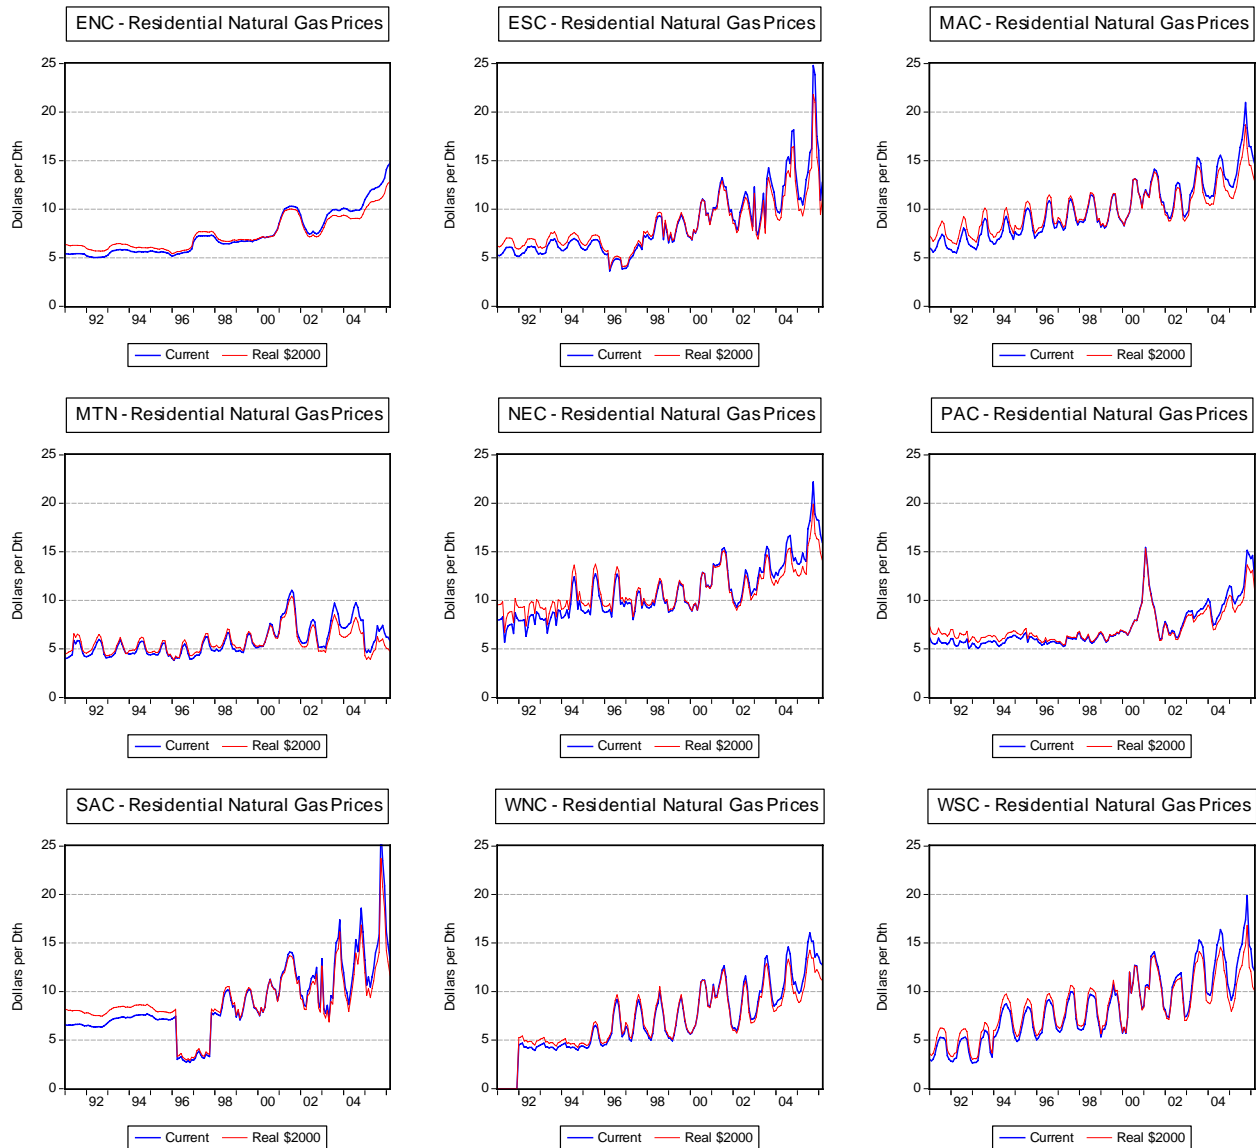 ENC - Residential Natural Gas Prices
ESC - Residential Natural Gas Prices
MAC - Residential Natural Gas Prices
25
20
15
10
5
0
Dollars per Dth
92 94 96 98 00 02 04
Current Real $2000
25
20
15
10
5
0
Dollars per Dth
92 94 96 98 00 02 04
Current Real $2000
25
20
15
10
5
0
Dollars per Dth
92 94 96 98 00 02 04
Current Real $2000
MTN - Residential Natural Gas Prices
NEC - Residential Natural Gas Prices
PAC - Residential Natural Gas Prices
25
20
15
10
5
0
Dollars per Dth
92 94 96 98 00 02 04
Current Real $2000
25
20
15
10
5
0
Dollars per Dth
92 94 96 98 00 02 04
Current Real $2000
25
20
15
10
5
0
Dollars per Dth
92 94 96 98 00 02 04
Current Real $2000
SAC - Residential Natural Gas Prices
WNC - Residential Natural Gas Prices
WSC - Residential Natural Gas Prices
25
20
15
10
5
0
Dollars per Dth
92 94 96 98 00 02 04
Current Real $2000
25
20
15
10
5
0
Dollars per Dth
92 94 96 98 00 02 04
Current Real $2000
25
20
15
10
5
0
Dollars per Dth
92 94 96 98 00 02 04
Current Real $2000